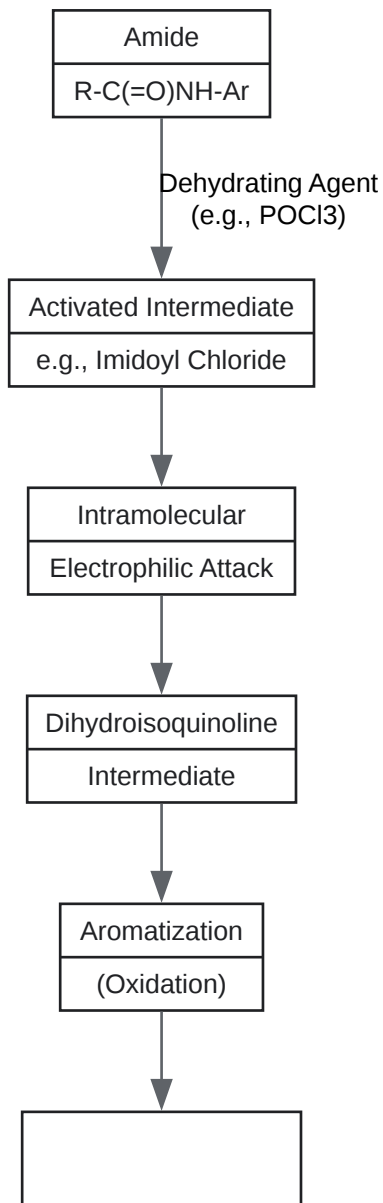 Amide
R-C(=O)NH-Ar
Dehydrating Agent
(e.g., POCl3)
Activated Intermediate
e.g., Imidoyl Chloride
Intramolecular
Electrophilic Attack
Dihydroisoquinoline
Intermediate
Aromatization
(Oxidation)